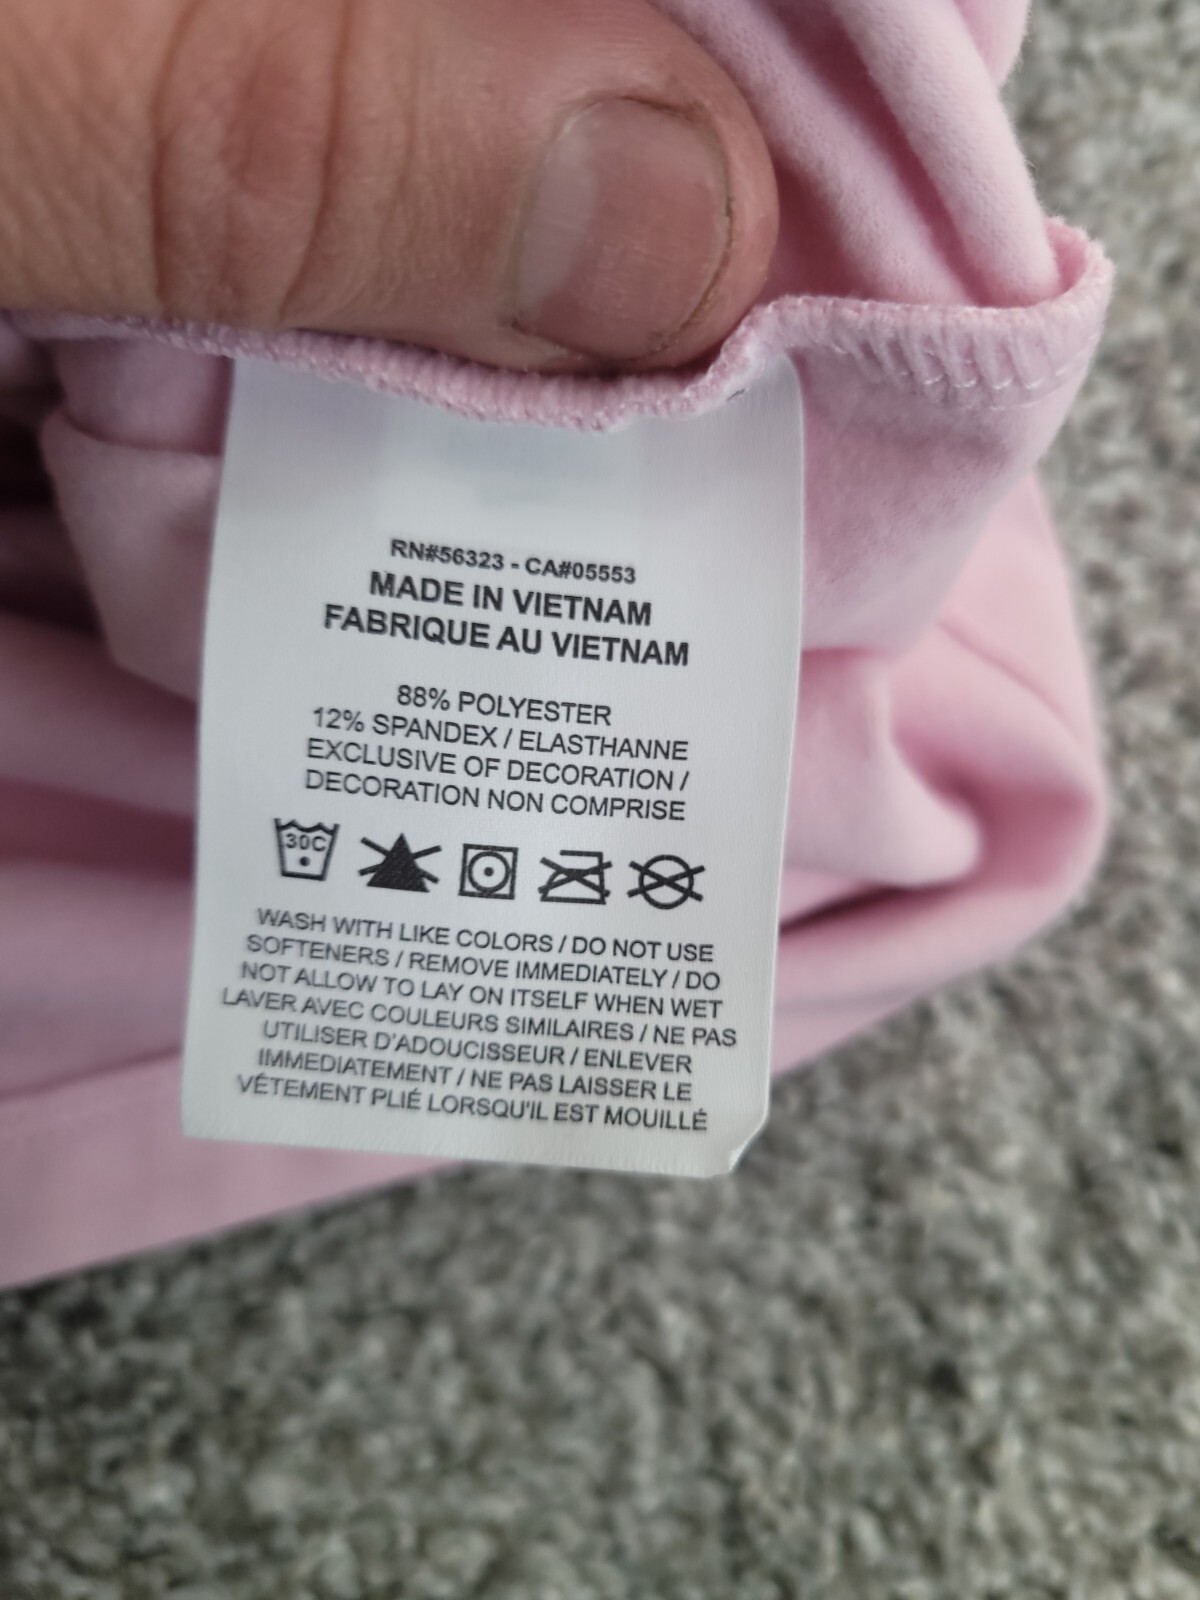 RN#56323 - CA#05553
MADE IN VIETNAM
FABRIQUE AU VIETNAM
88% POLYESTER
12% SPANDEX / ELASTHANNE
EXCLUSIVE OF DECORATION /
DECORATION NON COMPRISE
30C
WASH WITH LIKE COLORS / DO NOT USE
SOFTENERS / REMOVE IMMEDIATELY / DO
NOT ALLOW TO LAY ON ITSELF WHEN WET
LAVER AVEC COULEURS SIMILAIRES / NE PAS
UTILISER D'ADOUCISSEUR / ENLEVER
IMMEDIATEMENT / NE PAS LAISSER LE
VÊTEMENT PLIÉ LORSQU'IL EST MOUILLÉ